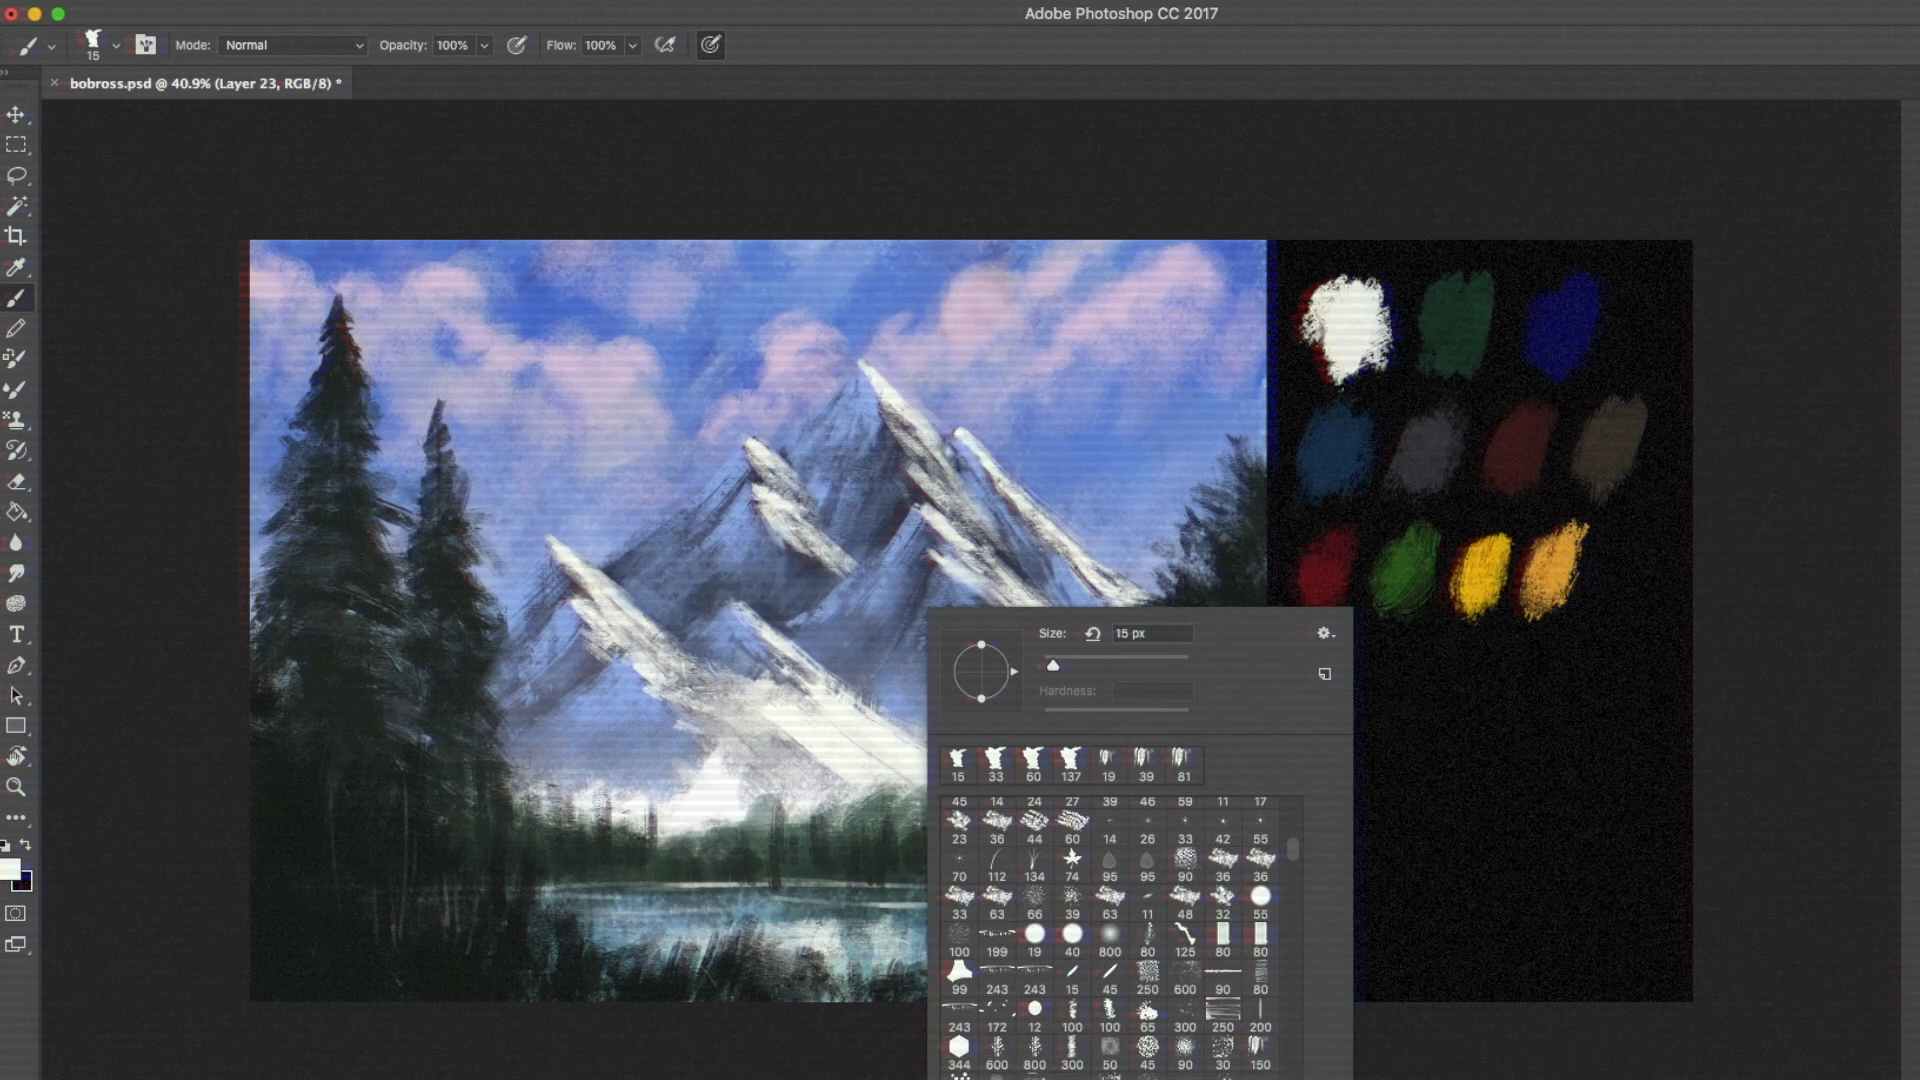 Adobe Photoshop CC 2017
15
Mode: Normal
Opacity: 100%
Flow: 100%
bobross.psd @ 40.9% (Layer 23, RGB/8) *
Size: 15 px
Hardness:
15 33 60 137 19 39 81
45 14 24 27 39 46 59 11 17
23 36 44 60 14 26 33 42 55
70 112 134 74 95 95 90 36 36
33 63 66 39 63 11 48 32 55
100 199 19 40 800 80 125 80 80
99 243 243 15 45 250 600 90 80
243 172 12 100 100 65 300 250 200
344 600 800 300 50 45 90 30 150